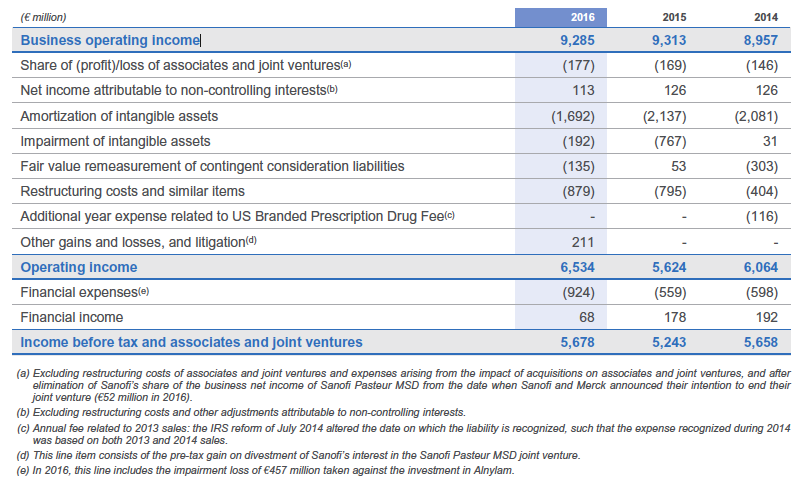 (€ million) 2016 2015 2014
Business operating income 9,285 9,313 8,957
Share of (profit)/loss of associates and joint ventures(a) (177) (169) (146)
Net income attributable to non-controlling interests(b) 113 126 126
Amortization of intangible assets (1,692) (2,137) (2,081)
Impairment of intangible assets (192) (767) 31
Fair value remeasurement of contingent consideration liabilities (135) 53 (303)
Restructuring costs and similar items (879) (795) (404)
Additional year expense related to US Branded Prescription Drug Fee(c) - - (116)
Other gains and losses, and litigation(d) 211 - -
Operating income 6,534 5,624 6,064
Financial expenses(e) (924) (559) (598)
Financial income 68 178 192
Income before tax and associates and joint ventures 5,678 5,243 5,658
(a) Excluding restructuring costs of associates and joint ventures and expenses arising from the impact of acquisitions on associates and joint ventures, and after
elimination of Sanofi's share of the business net income of Sanofi Pasteur MSD from the date when Sanofi and Merck announced their intention to end their
joint venture (€52 million in 2016).
(b) Excluding restructuring costs and other adjustments attributable to non-controlling interests.
(c) Annual fee related to 2013 sales: the IRS reform of July 2014 altered the date on which the liability is recognized, such that the expense recognized during 2014
was based on both 2013 and 2014 sales.
(d) This line item consists of the pre-tax gain on divestment of Sanofi's interest in the Sanofi Pasteur MSD joint venture.
(e) In 2016, this line includes the impairment loss of €457 million taken against the investment in Alnylam.